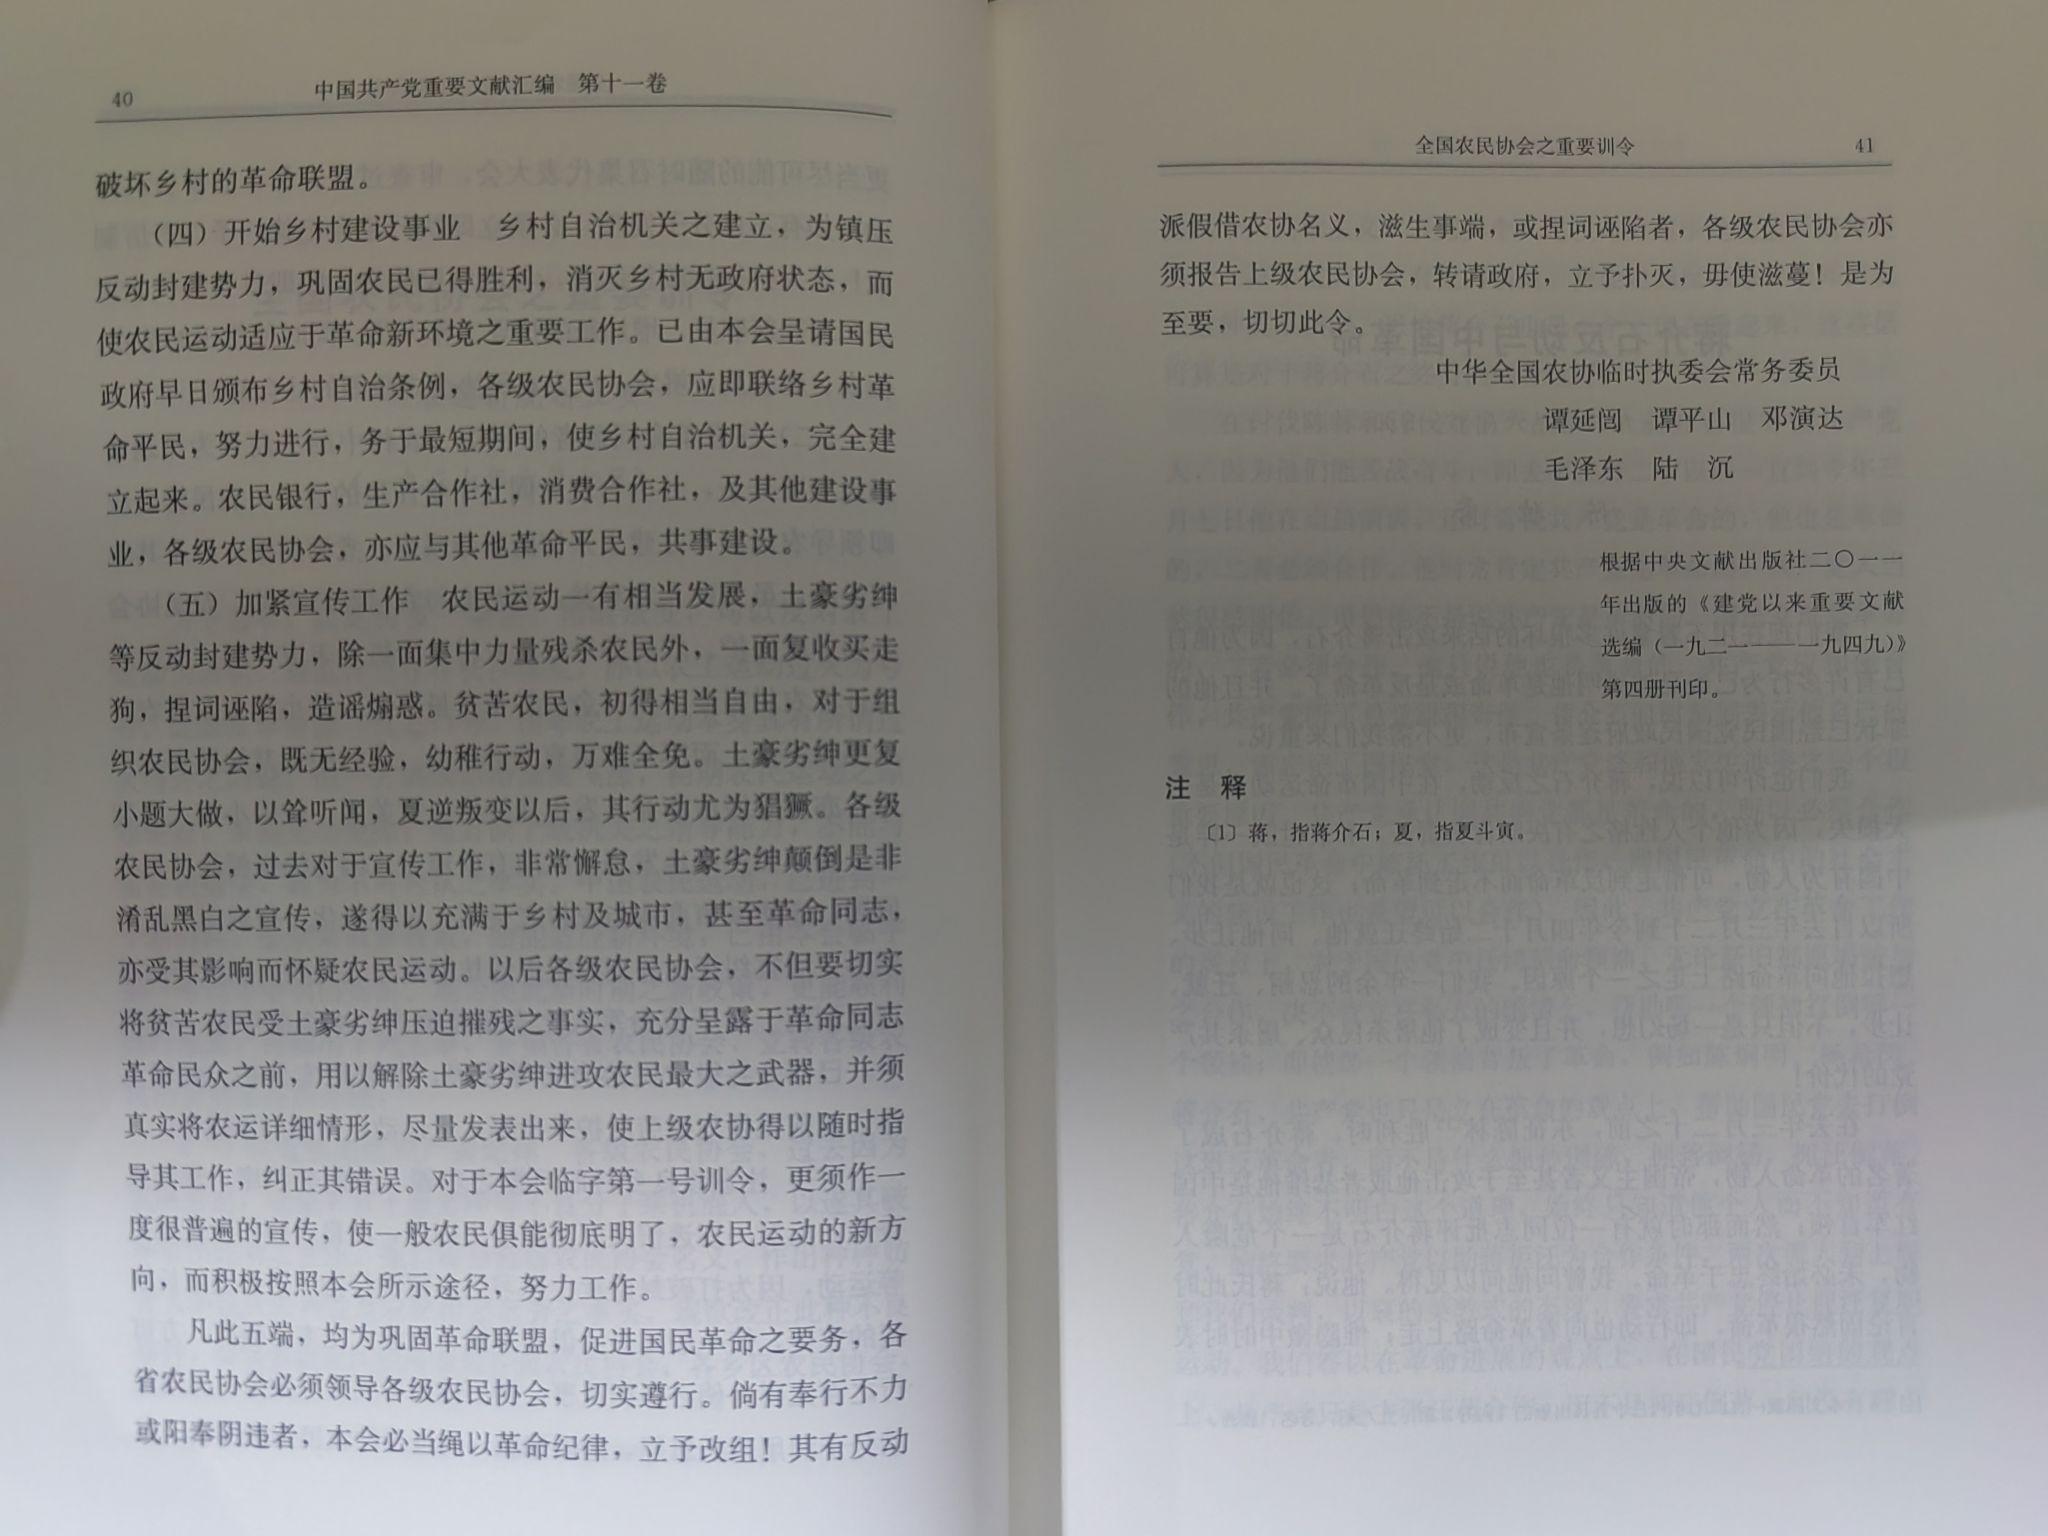 40
中国共产党重要文献汇编　第十一卷
破坏乡村的革命联盟。
（四）开始乡村建设事业　乡村自治机关之建立，为镇压
反动封建势力，巩固农民已得胜利，消灭乡村无政府状态，而
使农民运动适应于革命新环境之重要工作。已由本会呈请国民
政府早日颁布乡村自治条例，各级农民协会，应即联络乡村革
命平民，努力进行，务于最短期间，使乡村自治机关，完全建
立起来。农民银行，生产合作社，消费合作社，及其他建设事
业，各级农民协会，亦应与其他革命平民，共事建设。
（五）加紧宣传工作　农民运动一有相当发展，土豪劣绅
等反动封建势力，除一面集中力量残杀农民外，一面复收买走
狗，捏词诬陷，造谣煽惑。贫苦农民，初得相当自由，对于组
织农民协会，既无经验，幼稚行动，万难全免。土豪劣绅更复
小题大做，以耸听闻，夏逆叛变以后，其行动尤为猖獗。各级
农民协会，过去对于宣传工作，非常懈怠，土豪劣绅颠倒是非
淆乱黑白之宣传，遂得以充满于乡村及城市，甚至革命同志，
亦受其影响而怀疑农民运动。以后各级农民协会，不但要切实
将贫苦农民受土豪劣绅压迫摧残之事实，充分呈露于革命同志
革命民众之前，用以解除土豪劣绅进攻农民最大之武器，并须
真实将农运详细情形，尽量发表出来，使上级农协得以随时指
导其工作，纠正其错误。对于本会临字第一号训令，更须作一
度很普遍的宣传，使一般农民俱能彻底明了，农民运动的新方
向，而积极按照本会所示途径，努力工作。
凡此五端，均为巩固革命联盟，促进国民革命之要务，各
省农民协会必须领导各级农民协会，切实遵行。倘有奉行不力
或阳奉阴违者，本会必当绳以革命纪律，立予改组！其有反动
全国农民协会之重要训令
41
派假借农协名义，滋生事端，或捏词诬陷者，各级农民协会亦
须报告上级农民协会，转请政府，立予扑灭，毋使滋蔓！是为
至要，切切此令。
中华全国农协临时执委会常务委员
谭延闿　谭平山　邓演达
毛泽东　陆　沉
根据中央文献出版社二〇一一
年出版的《建党以来重要文献
选编（一九二一——一九四九）》
第四册刊印。
注　释
〔1〕蒋，指蒋介石；夏，指夏斗寅。